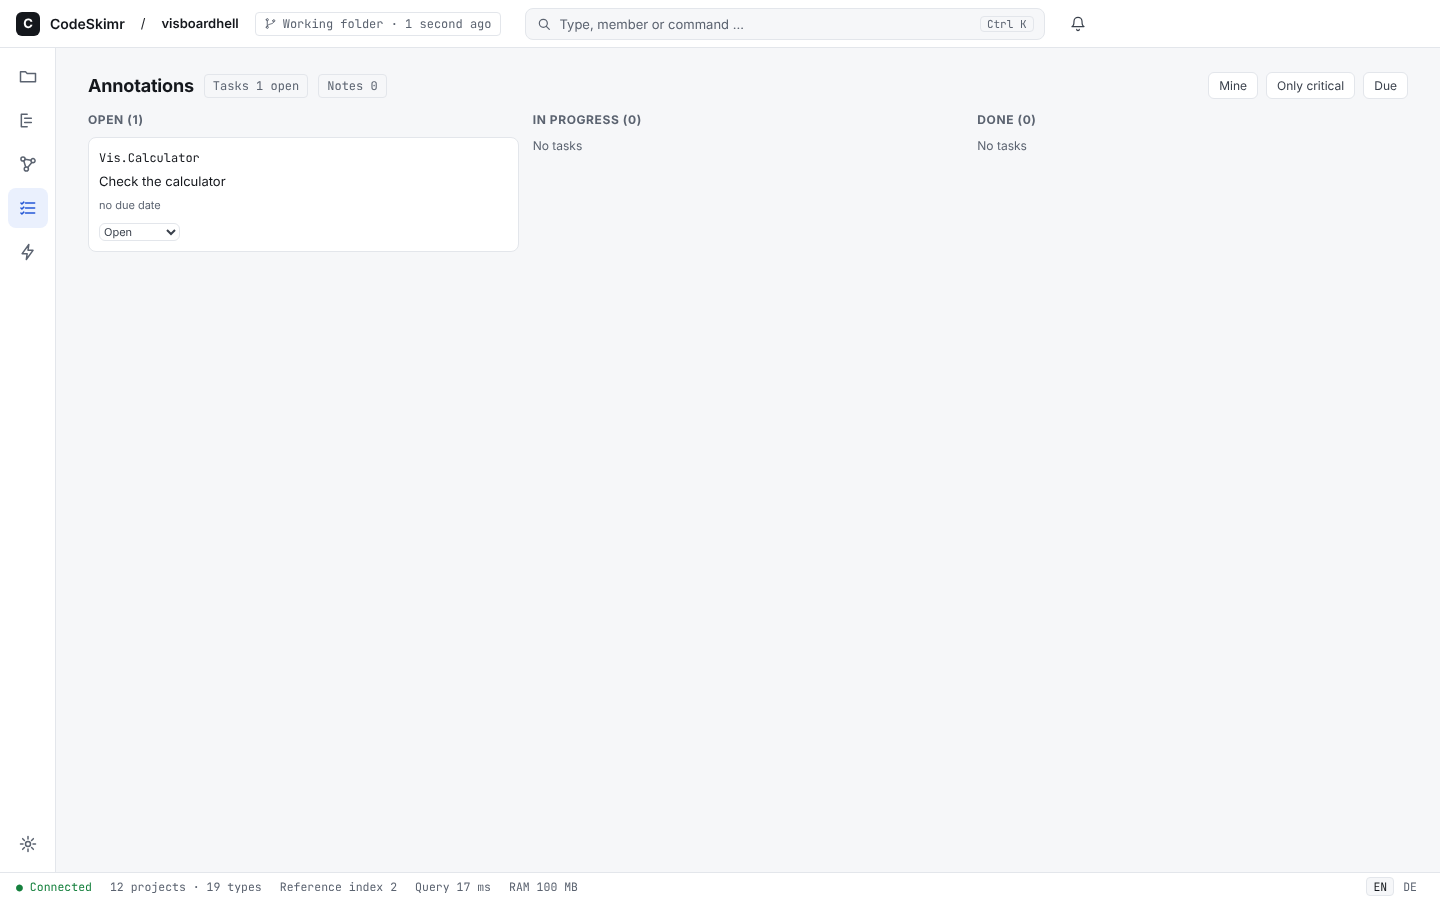 C CodeSkimr / visboardhell Working folder · 1 second ago Type, member or command ... Ctrl K
Annotations Tasks 1 open Notes 0 Mine Only critical Due
OPEN (1) IN PROGRESS (0) DONE (0)
Vis.Calculator No tasks No tasks
Check the calculator
no due date
Open
● Connected 12 projects · 19 types Reference index 2 Query 17 ms RAM 100 MB EN DE